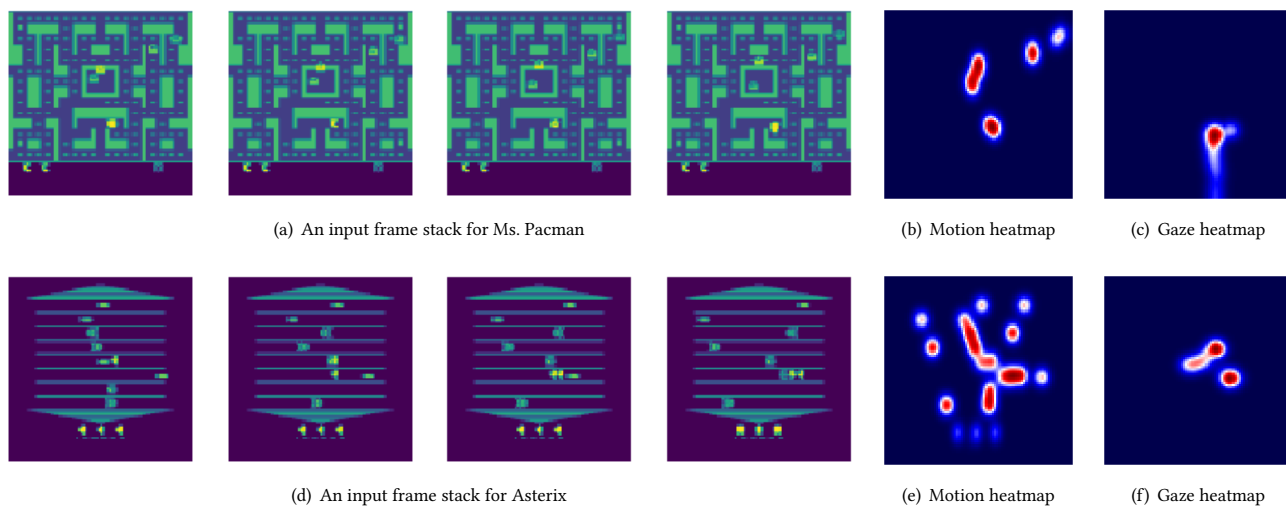 (a) An input frame stack for Ms. Pacman
(b) Motion heatmap
(c) Gaze heatmap
(d) An input frame stack for Asterix
(e) Motion heatmap
(f) Gaze heatmap